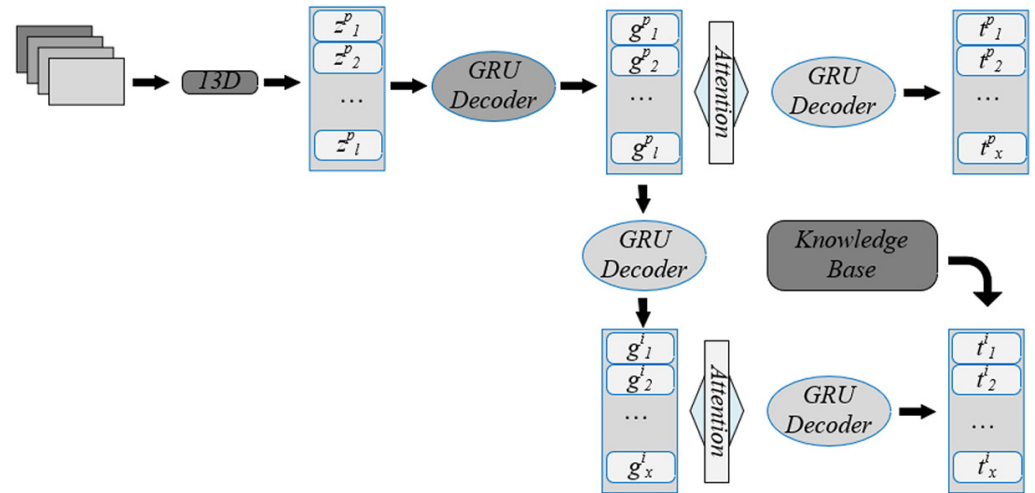 I3D
z^p_1
z^p_2
...
z^p_l
GRU
Decoder
g^p_1
g^p_2
...
g^p_l
Attention
GRU
Decoder
t^p_1
t^p_2
...
t^p_x
GRU
Decoder
Knowledge
Base
g^i_1
g^i_2
...
g^i_x
Attention
GRU
Decoder
t^i_1
t^i_2
...
t^i_x